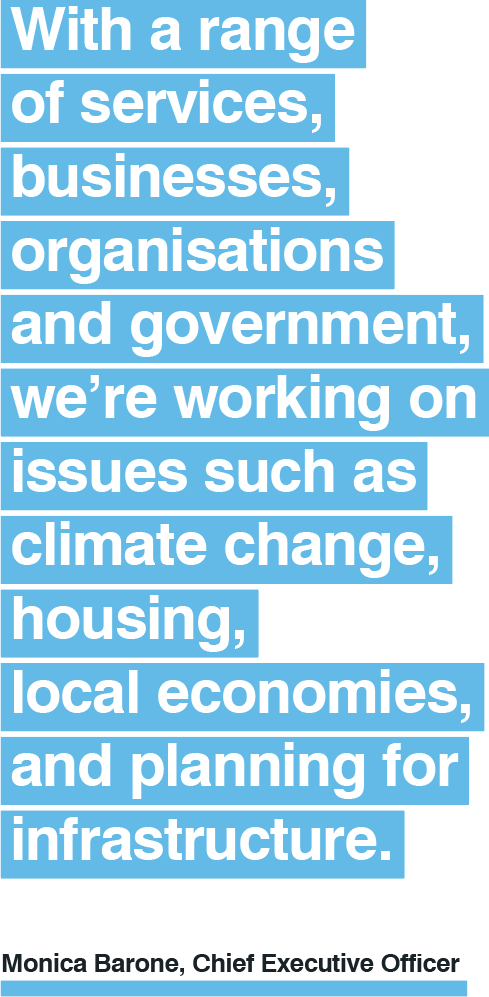 With a range
of services,
businesses,
organisations
and government,
we’re working on
issues such as
climate change,
housing,
local economies,
and planning for
infrastructure.
Monica Barone, Chief Executive Officer